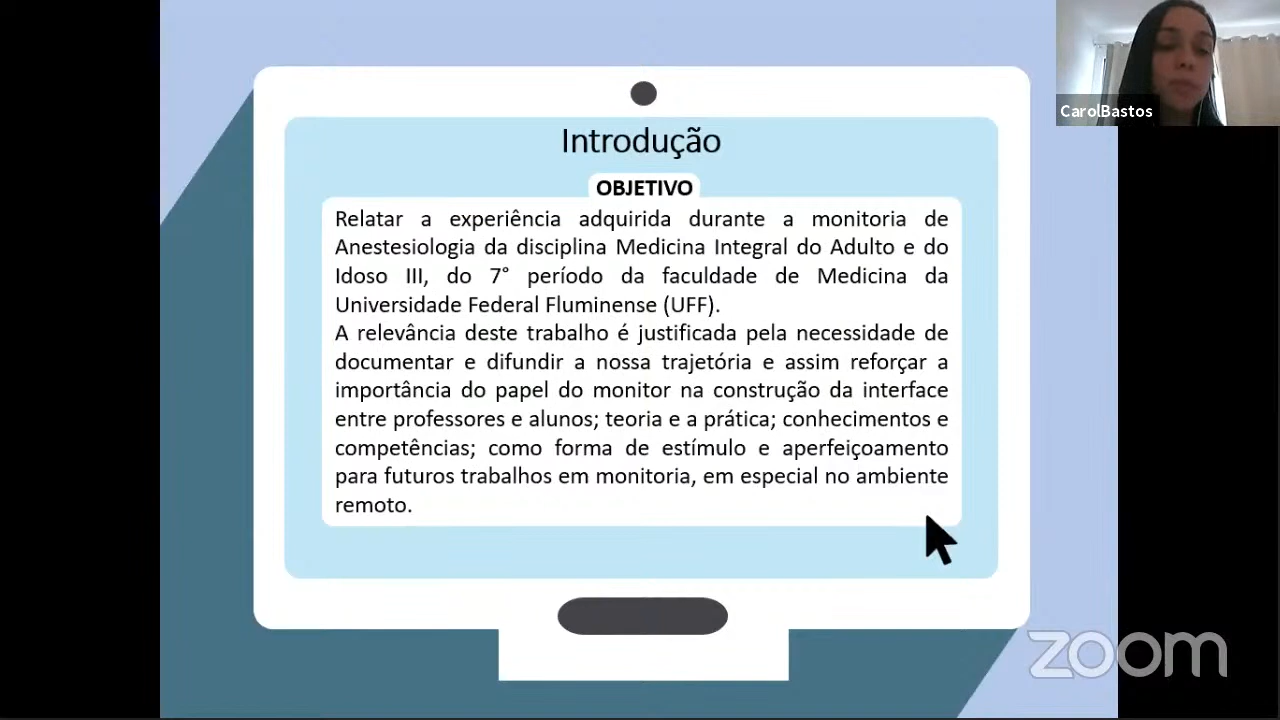 CarolBastos
Introdução
OBJETIVO
Relatar a experiência adquirida durante a monitoria de
Anestesiologia da disciplina Medicina Integral do Adulto e do
Idoso III, do 7° período da faculdade de Medicina da
Universidade Federal Fluminense (UFF).
A relevância deste trabalho é justificada pela necessidade de
documentar e difundir a nossa trajetória e assim reforçar a
importância do papel do monitor na construção da interface
entre professores e alunos; teoria e a prática; conhecimentos e
competências; como forma de estímulo e aperfeiçoamento
para futuros trabalhos em monitoria, em especial no ambiente
remoto.
zoom